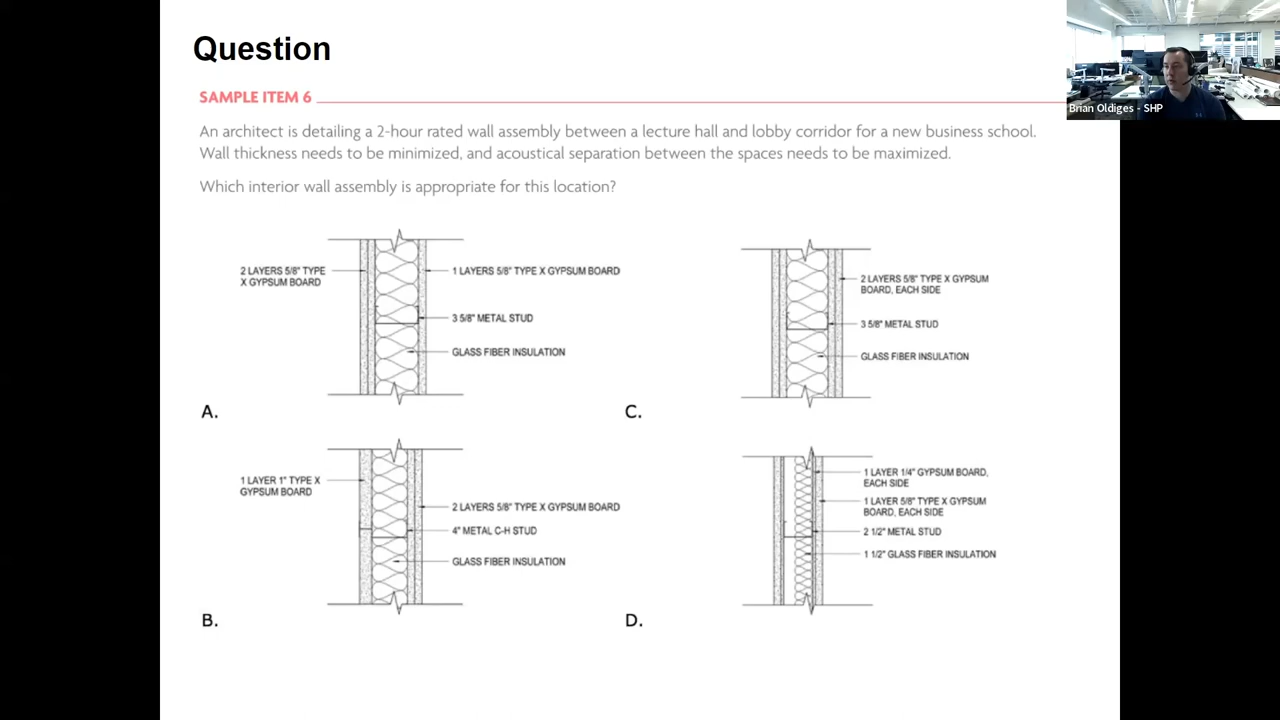 Question
Brian Oldiges - SHP
SAMPLE ITEM 6
An architect is detailing a 2-hour rated wall assembly between a lecture hall and lobby corridor for a new business school.
Wall thickness needs to be minimized, and acoustical separation between the spaces needs to be maximized.
Which interior wall assembly is appropriate for this location?
2 LAYERS 5/8" TYPE
X GYPSUM BOARD
1 LAYERS 5/8" TYPE X GYPSUM BOARD
3 5/8" METAL STUD
GLASS FIBER INSULATION
A.
2 LAYERS 5/8" TYPE X GYPSUM
BOARD, EACH SIDE
3 5/8" METAL STUD
GLASS FIBER INSULATION
C.
1 LAYER 1" TYPE X
GYPSUM BOARD
2 LAYERS 5/8" TYPE X GYPSUM BOARD
4" METAL C-H STUD
GLASS FIBER INSULATION
B.
1 LAYER 1/4" GYPSUM BOARD,
EACH SIDE
1 LAYER 5/8" TYPE X GYPSUM
BOARD, EACH SIDE
2 1/2" METAL STUD
1 1/2" GLASS FIBER INSULATION
D.